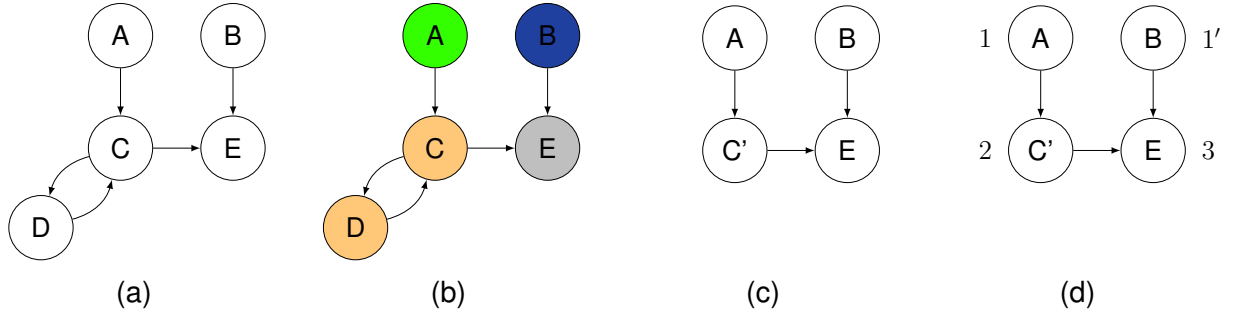 A B A B A B 1 A B 1′
C E C E C' E 2 C' E 3
D D
(a) (b) (c) (d)